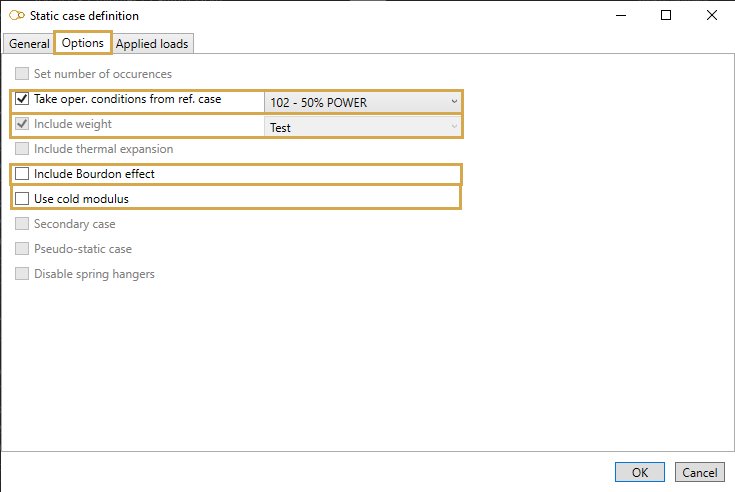 Static case definition
General Options Applied loads
Set number of occurences
Take oper. conditions from ref. case 102 - 50% POWER
Include weight Test
Include thermal expansion
Include Bourdon effect
Use cold modulus
Secondary case
Pseudo-static case
Disable spring hangers
OK Cancel